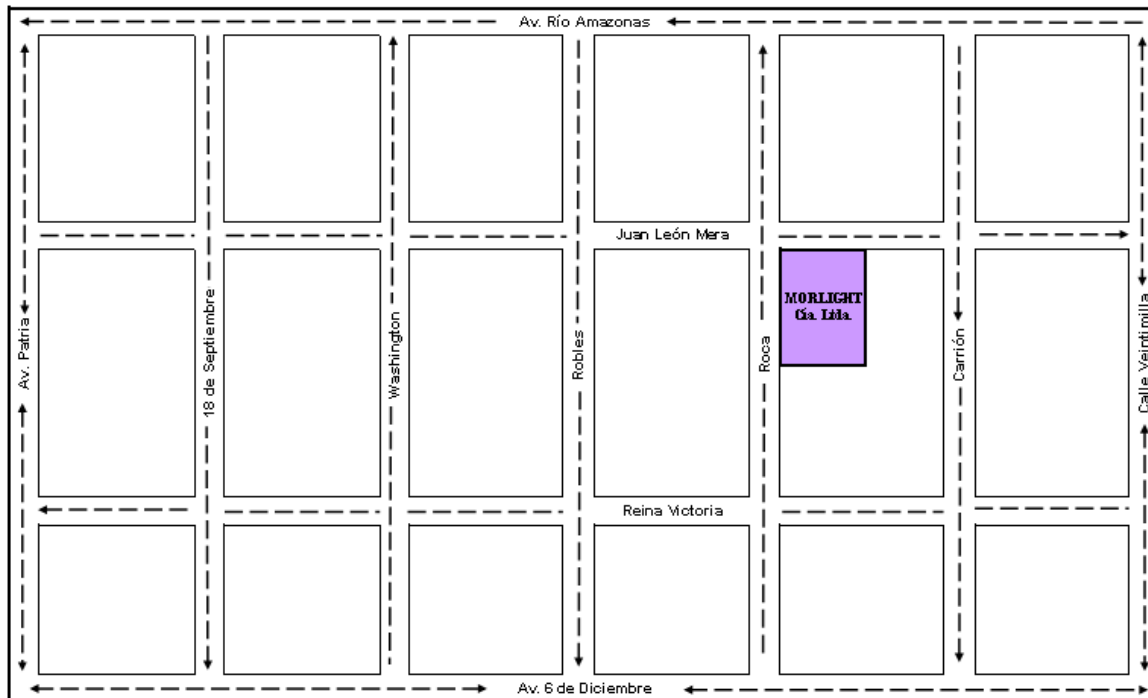 Av. Río Amazonas
Juan León Mera
MORLIGHT
Cía. Ltda.
Av. Patria
18 de Septiembre
Washington
Robles
Roca
Carrión
Calle Veintimilla
Reina Victoria
Av. 6 de Diciembre